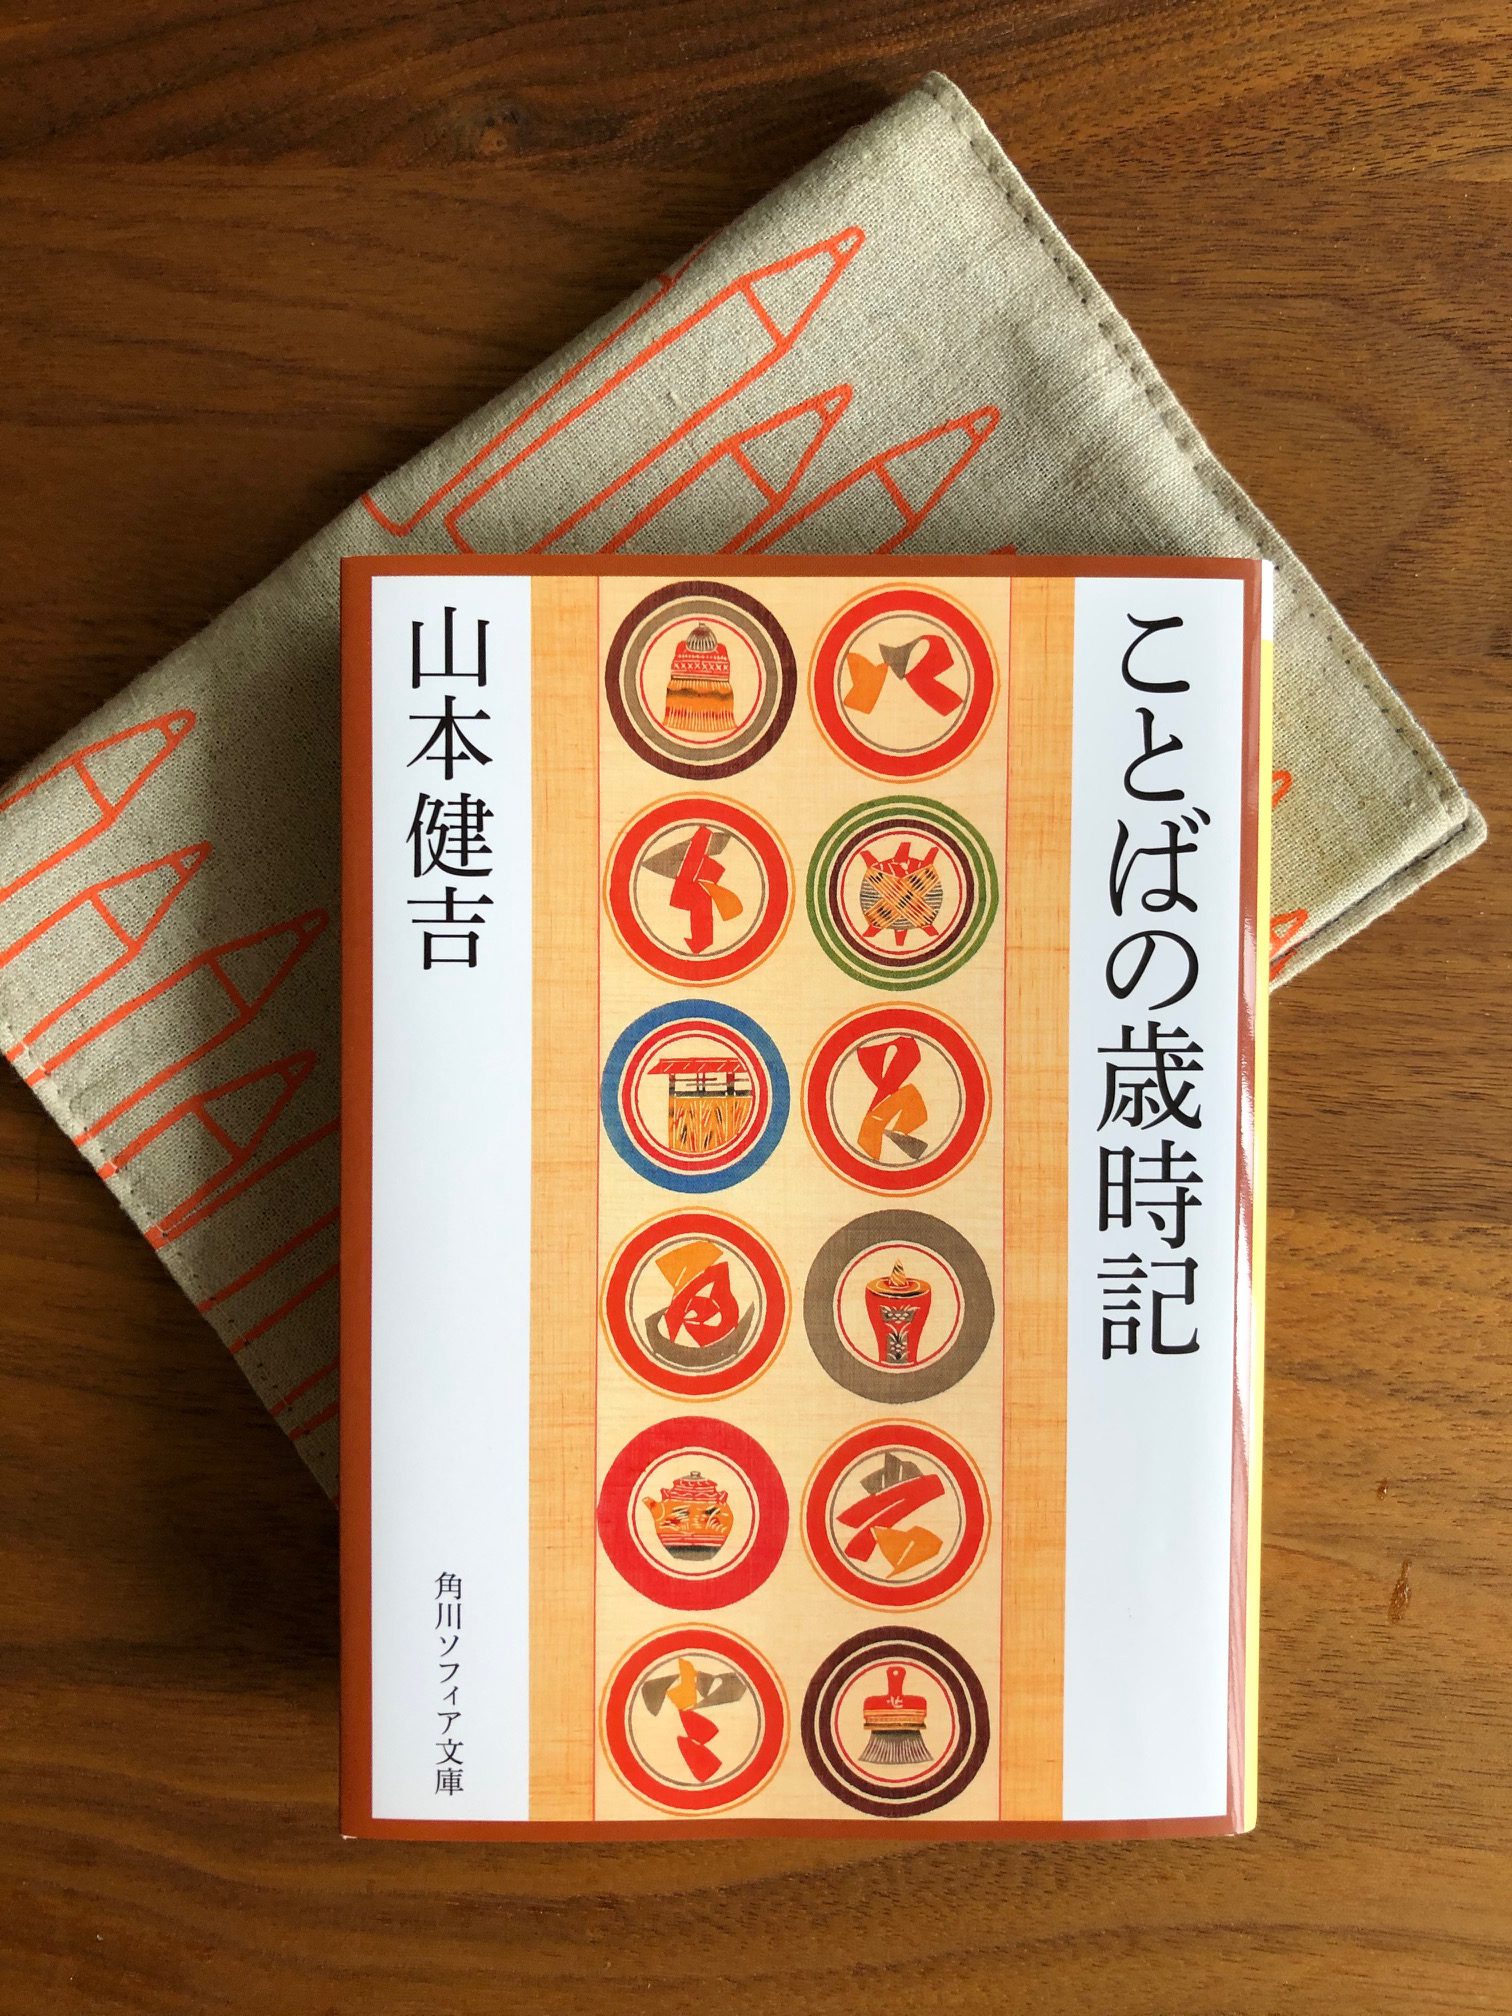 ことばの歳時記
山本健吉
角川ソフィア文庫